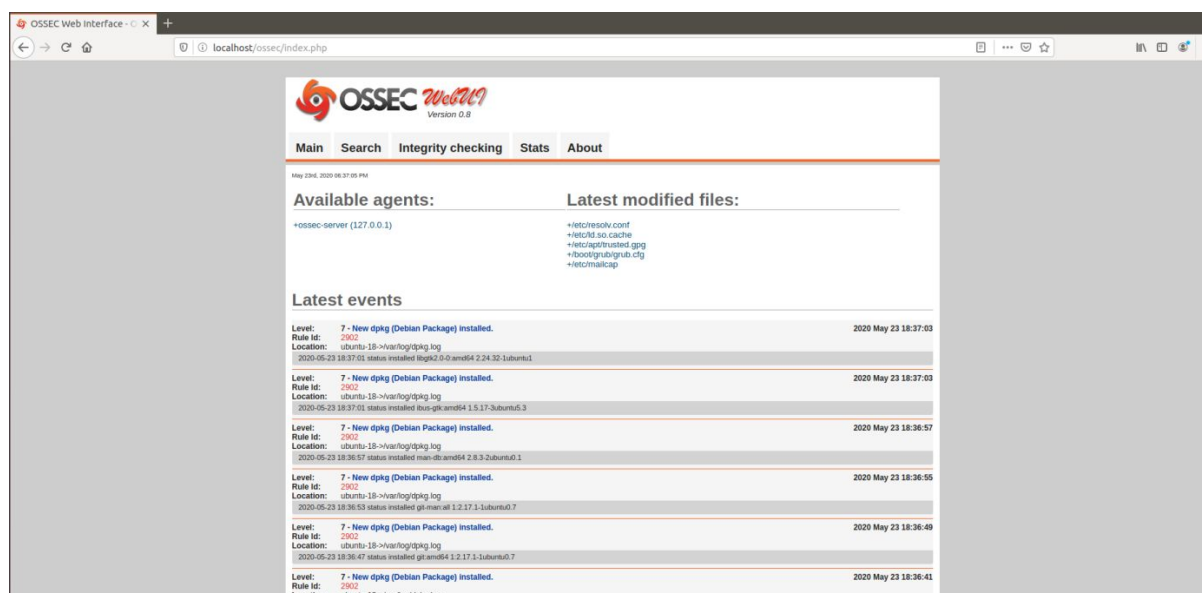 OSSEC Web Interface - O
localhost/ossec/index.php
OSSEC WebUI
Version 0.8
Main Search Integrity checking Stats About
May 23rd, 2020 06:37:05 PM
Available agents:
+ossec-server (127.0.0.1)
Latest modified files:
+/etc/resolv.conf
+/etc/ld.so.cache
+/etc/apt/trusted.gpg
+/boot/grub/grub.cfg
+/etc/mailcap
Latest events
Level: 7 - New dpkg (Debian Package) installed. 2020 May 23 18:37:03
Rule Id: 2902
Location: ubuntu-18->/var/log/dpkg.log
2020-05-23 18:37:01 status installed libgtk2.0-0:amd64 2.24.32-1ubuntu1
Level: 7 - New dpkg (Debian Package) installed. 2020 May 23 18:37:03
Rule Id: 2902
Location: ubuntu-18->/var/log/dpkg.log
2020-05-23 18:37:01 status installed ibus-gtk:amd64 1.5.17-3ubuntu5.3
Level: 7 - New dpkg (Debian Package) installed. 2020 May 23 18:36:57
Rule Id: 2902
Location: ubuntu-18->/var/log/dpkg.log
2020-05-23 18:36:57 status installed man-db:amd64 2.8.3-2ubuntu0.1
Level: 7 - New dpkg (Debian Package) installed. 2020 May 23 18:36:55
Rule Id: 2902
Location: ubuntu-18->/var/log/dpkg.log
2020-05-23 18:36:53 status installed git-man:all 1:2.17.1-1ubuntu0.7
Level: 7 - New dpkg (Debian Package) installed. 2020 May 23 18:36:49
Rule Id: 2902
Location: ubuntu-18->/var/log/dpkg.log
2020-05-23 18:36:47 status installed git:amd64 1:2.17.1-1ubuntu0.7
Level: 7 - New dpkg (Debian Package) installed. 2020 May 23 18:36:41
Rule Id: 2902